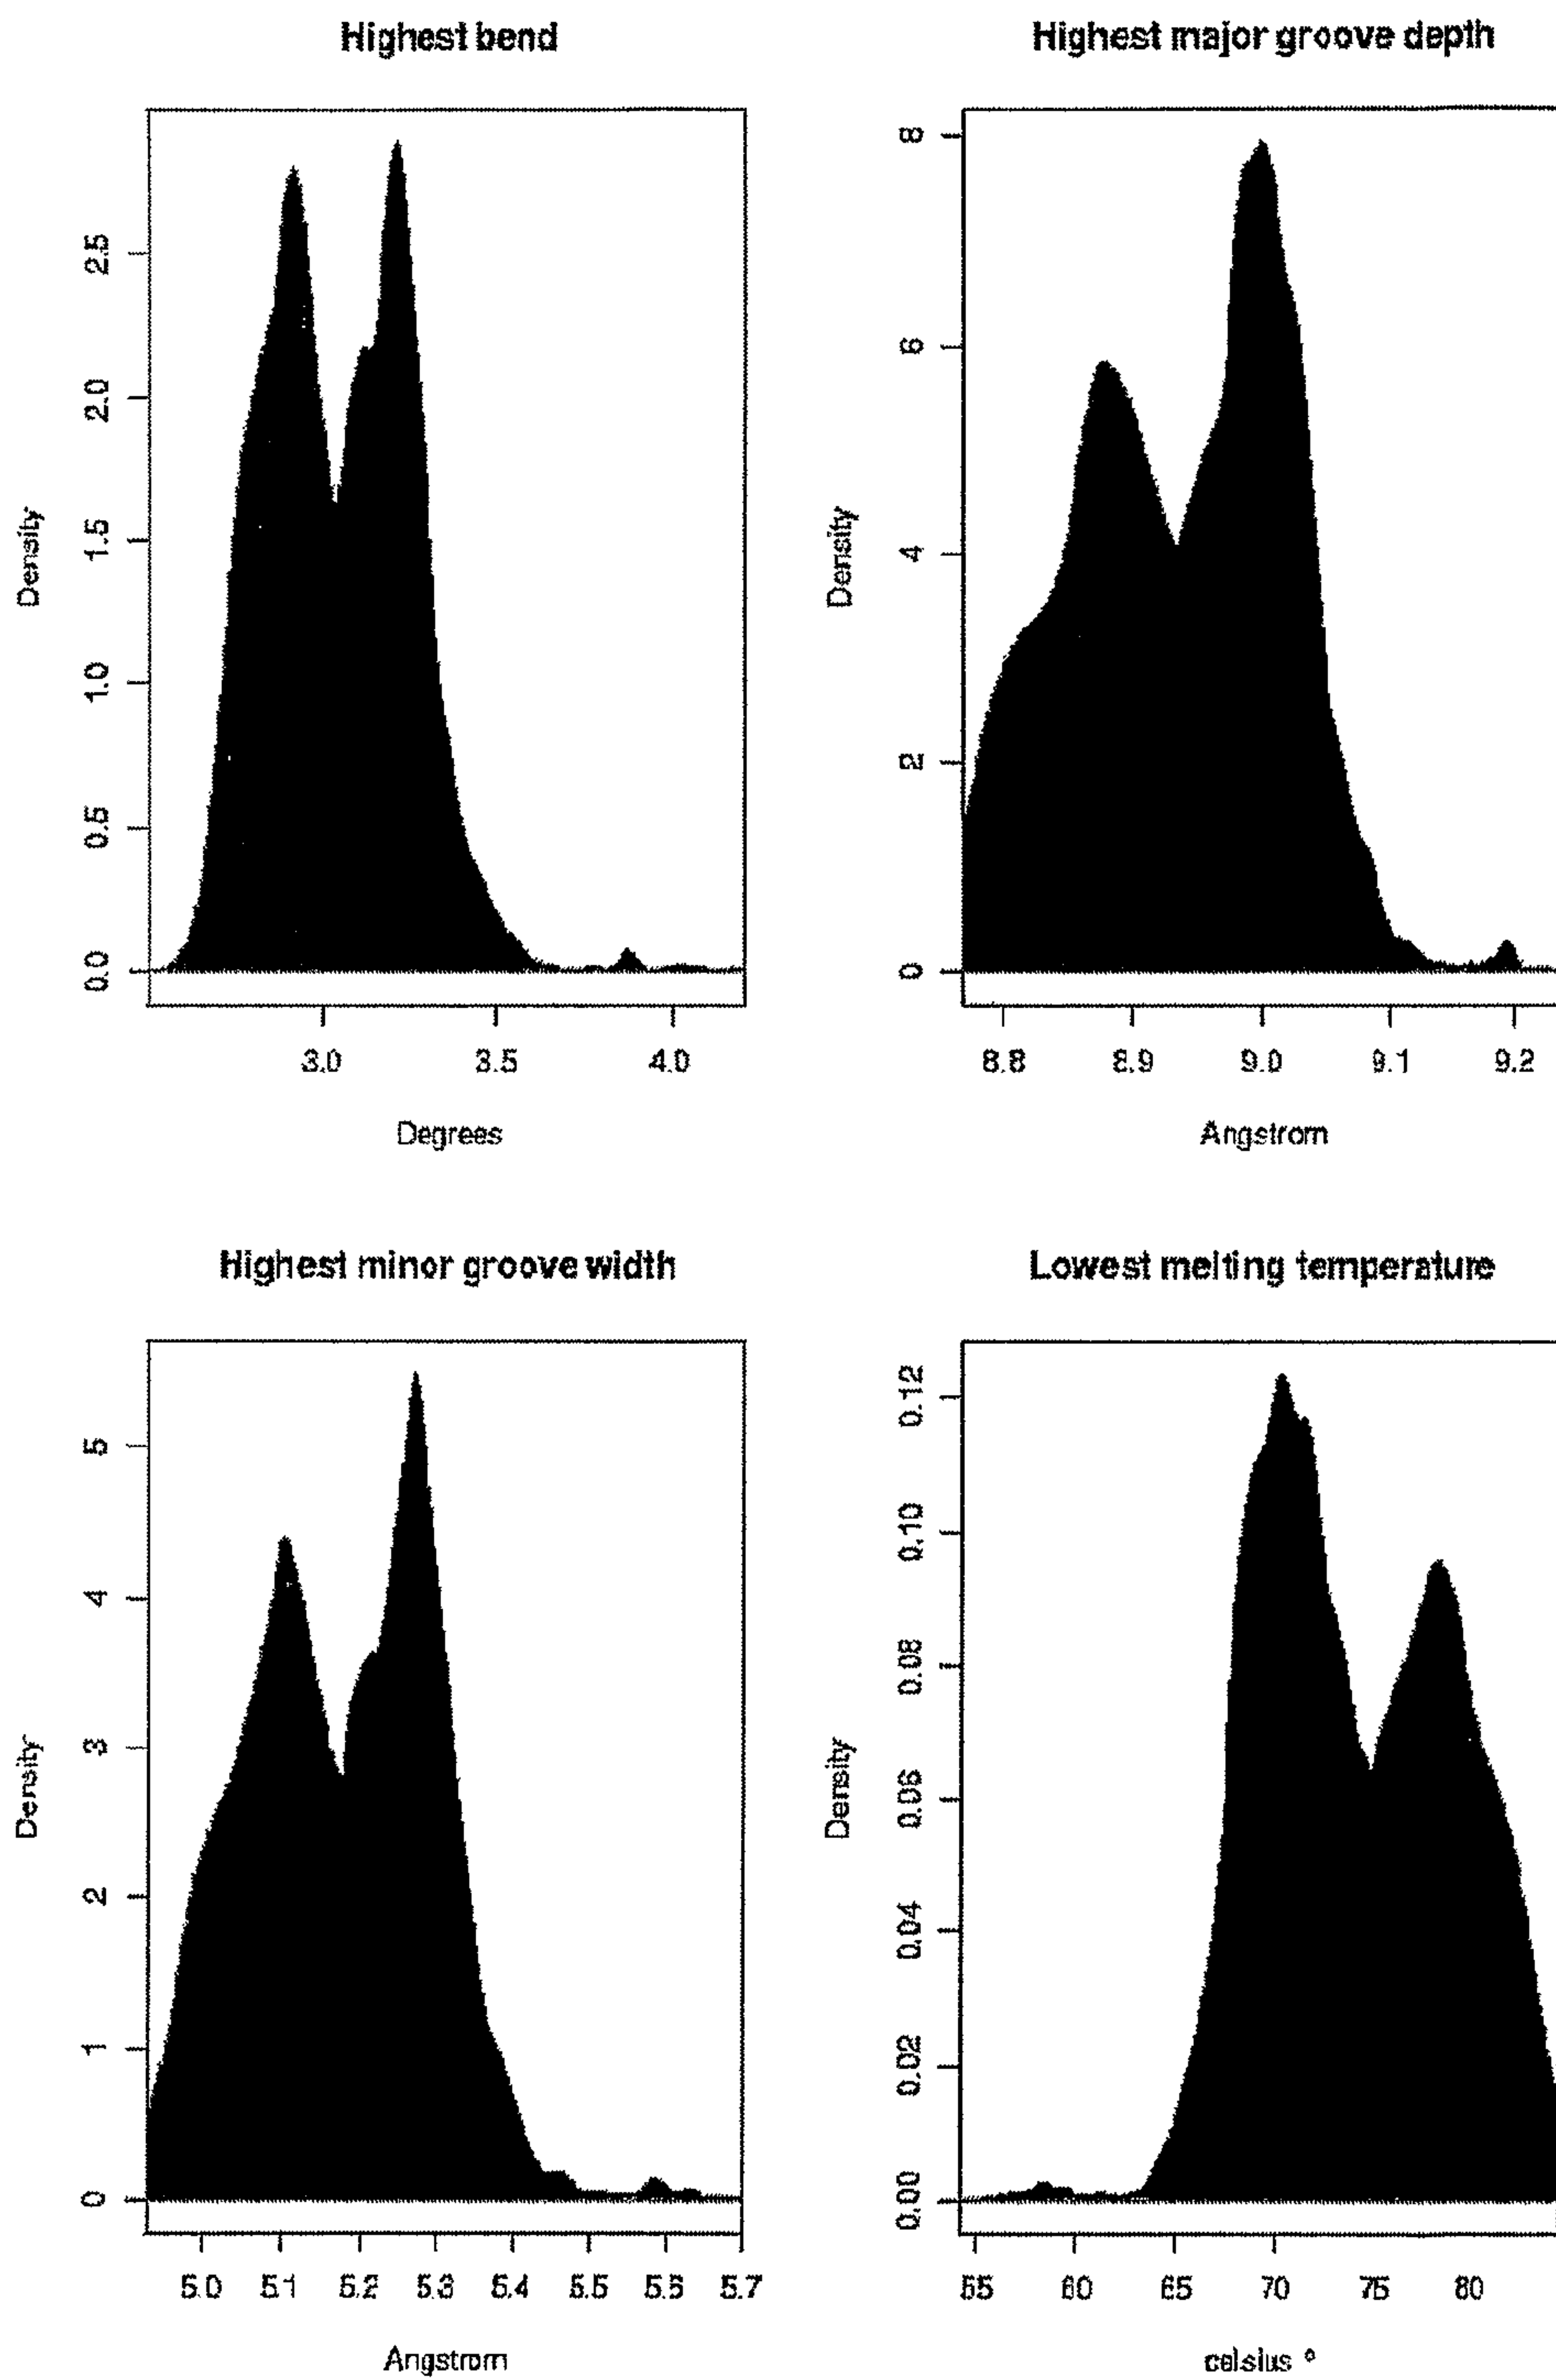 Highest bend
Density
0.0 0.5 1.0 1.5 2.0 2.5
3.0 3.5 4.0
Degrees
Highest major groove depth
Density
0 2 4 6 8
8.8 8.9 9.0 9.1 9.2
Angstrom
Highest minor groove width
Density
0 1 2 3 4 5
5.0 5.1 5.2 5.3 5.4 5.5 5.6 5.7
Angstrom
Lowest melting temperature
Density
0.00 0.02 0.04 0.06 0.08 0.10 0.12
55 60 65 70 75 80
celsius °